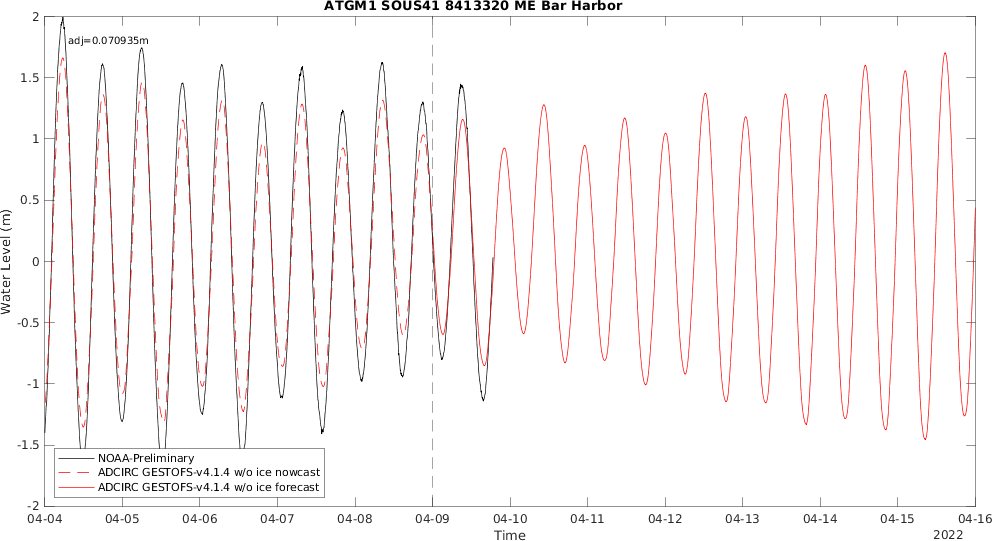 ATGM1 SOUS41 8413320 ME Bar Harbor
adj=0.070935m
2
1.5
1
0.5
0
-0.5
-1
-1.5
-2
Water Level (m)
NOAA-Preliminary
ADCIRC GESTOFS-v4.1.4 w/o ice nowcast
ADCIRC GESTOFS-v4.1.4 w/o ice forecast
04-04 04-05 04-06 04-07 04-08 04-09 04-10 04-11 04-12 04-13 04-14 04-15 04-16
Time
2022